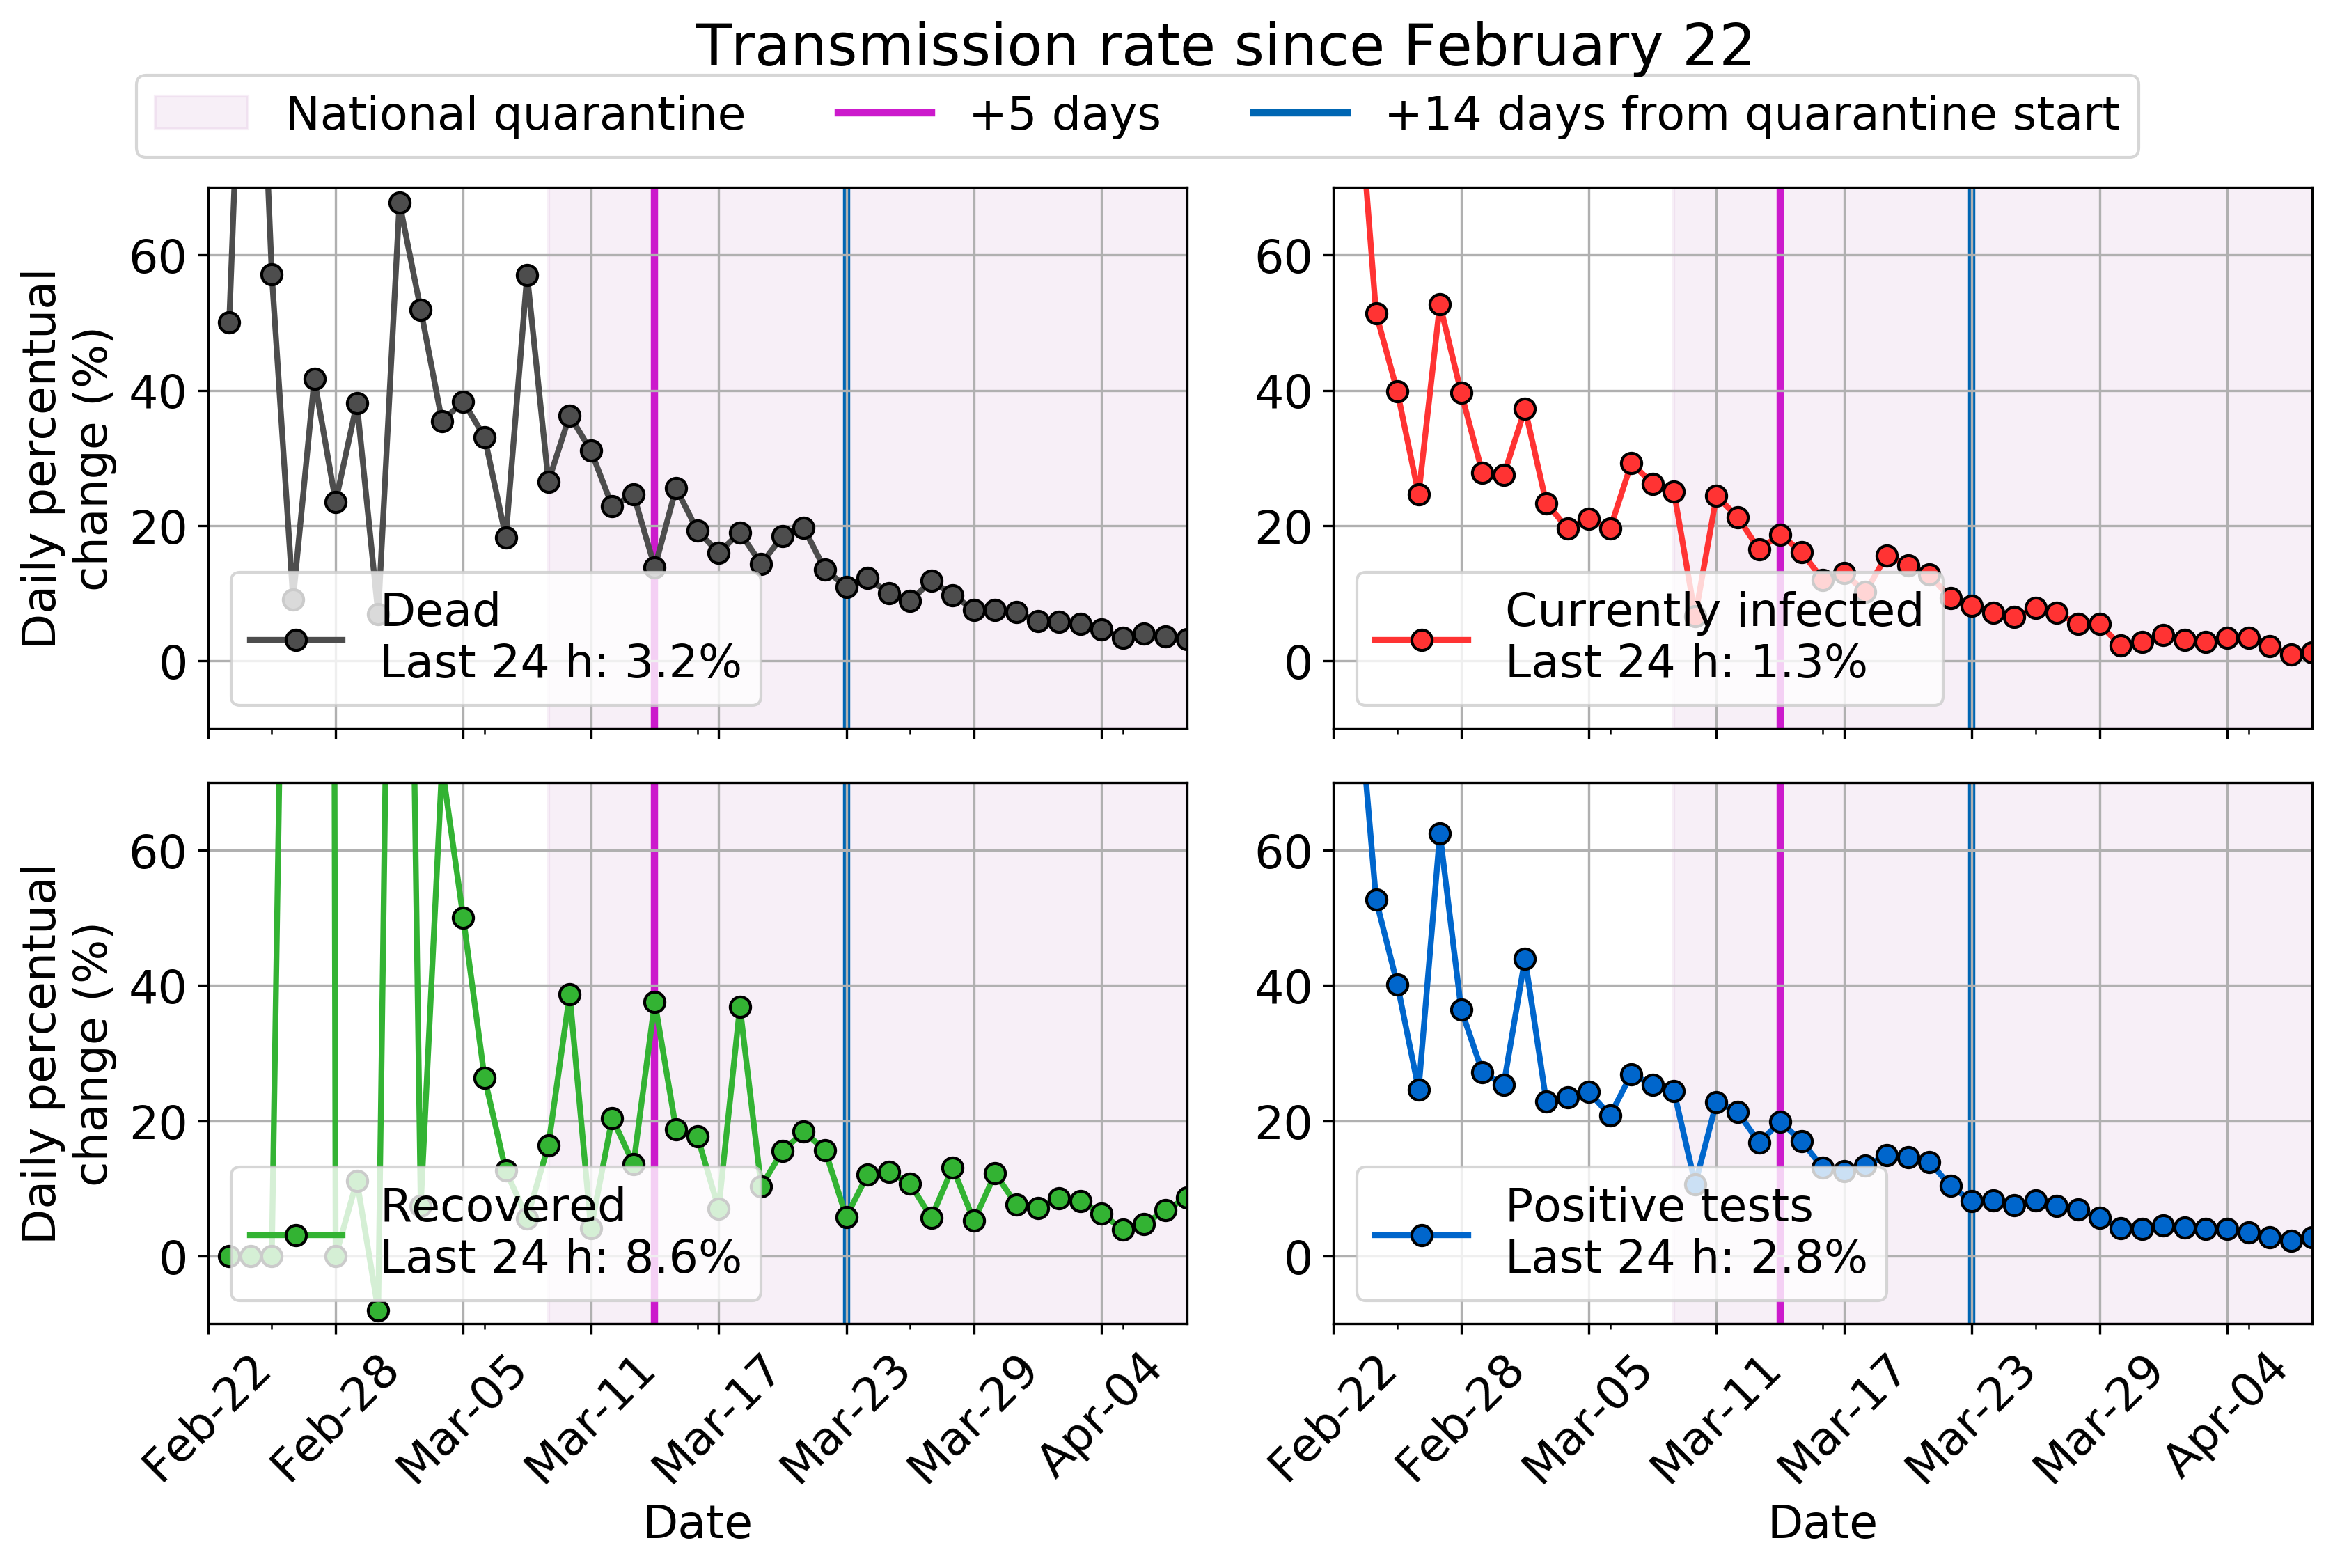 Transmission rate since February 22
National quarantine
+5 days
+14 days from quarantine start
Daily percentual
change (%)
60
40
20
0
Dead
Last 24 h: 3.2%
60
40
20
0
Currently infected
Last 24 h: 1.3%
Daily percentual
change (%)
60
40
20
0
Recovered
Last 24 h: 8.6%
Feb-22
Feb-28
Mar-05
Mar-11
Mar-17
Mar-23
Mar-29
Apr-04
Date
60
40
20
0
Positive tests
Last 24 h: 2.8%
Feb-22
Feb-28
Mar-05
Mar-11
Mar-17
Mar-23
Mar-29
Apr-04
Date